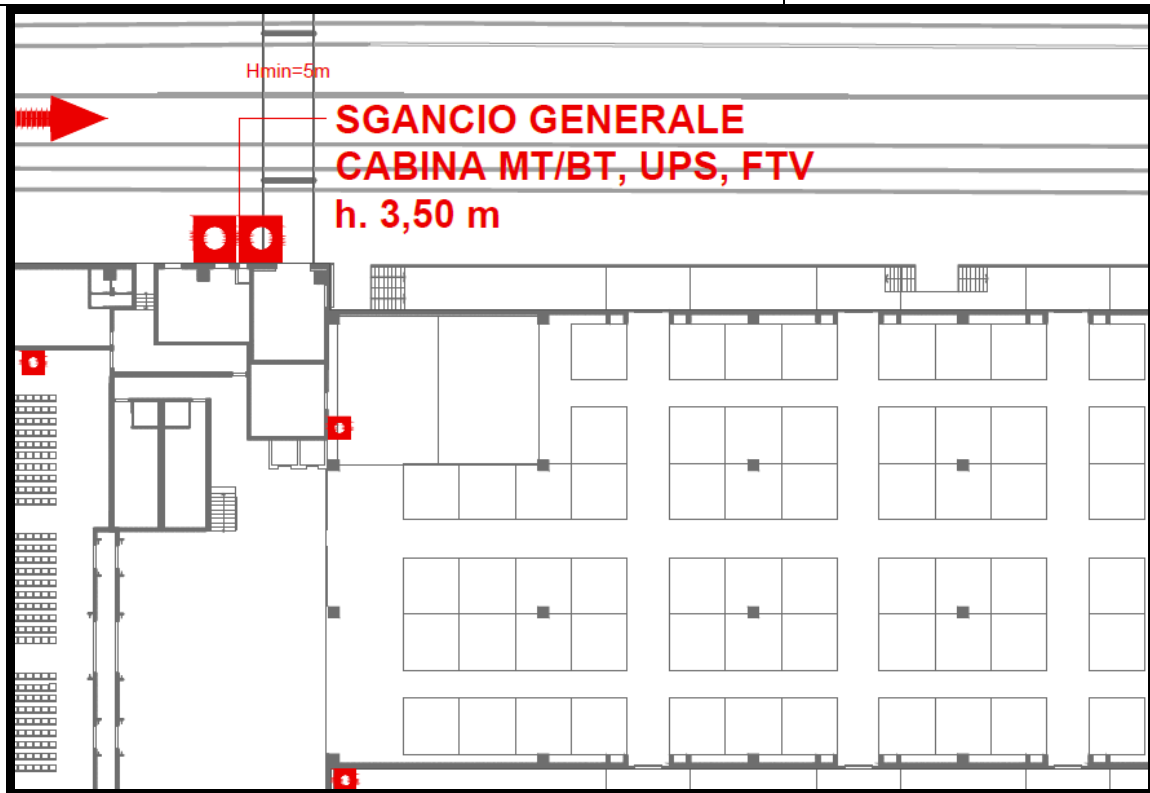 Hmin=5m
SGANCIO GENERALE
CABINA MT/BT, UPS, FTV
h. 3,50 m